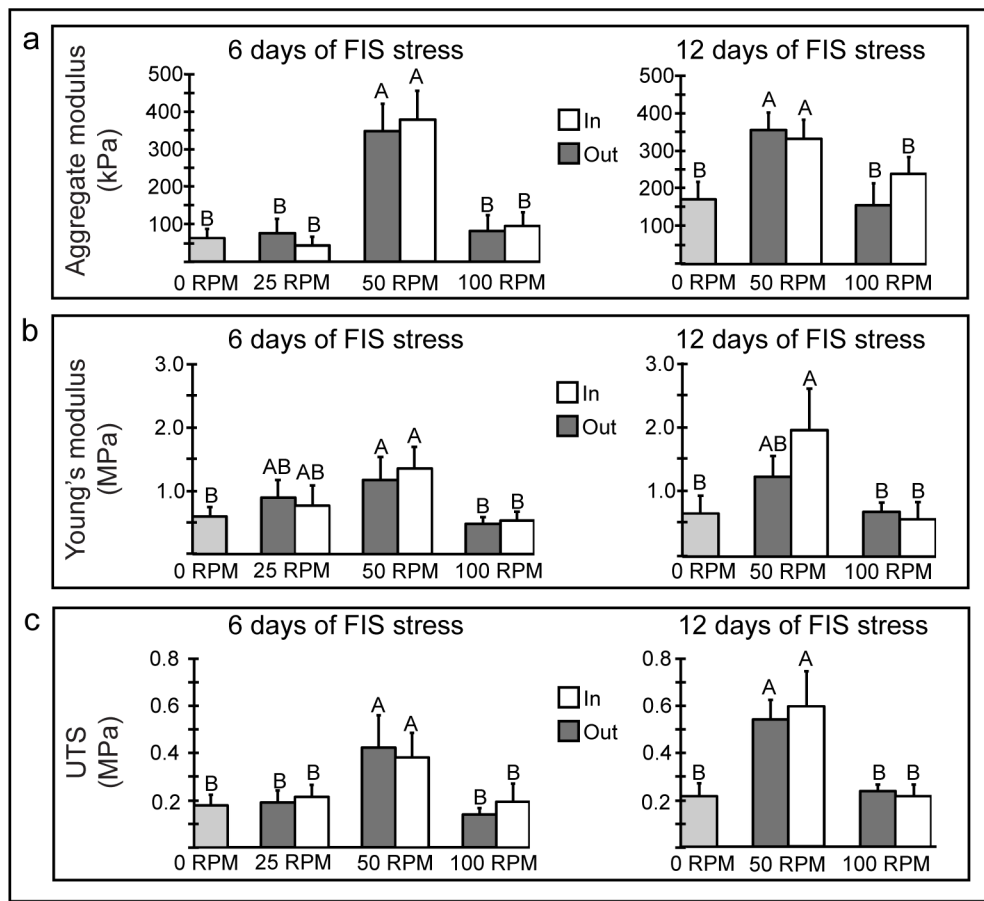 a
6 days of FIS stress
12 days of FIS stress
Aggregate modulus
(kPa)
500
400
300
200
100
B
B
B
A
A
B
B
0 RPM
25 RPM
50 RPM
100 RPM
In
Out
500
400
300
200
100
B
A
A
B
B
0 RPM
50 RPM
100 RPM
b
6 days of FIS stress
12 days of FIS stress
Young's modulus
(MPa)
3.0
2.0
1.0
B
AB
AB
A
A
B
B
0 RPM
25 RPM
50 RPM
100 RPM
In
Out
3.0
2.0
1.0
B
AB
A
B
B
0 RPM
50 RPM
100 RPM
c
6 days of FIS stress
12 days of FIS stress
UTS
(MPa)
0.8
0.6
0.4
0.2
B
B
B
A
A
B
B
0 RPM
25 RPM
50 RPM
100 RPM
In
Out
0.8
0.6
0.4
0.2
B
A
A
B
B
0 RPM
50 RPM
100 RPM